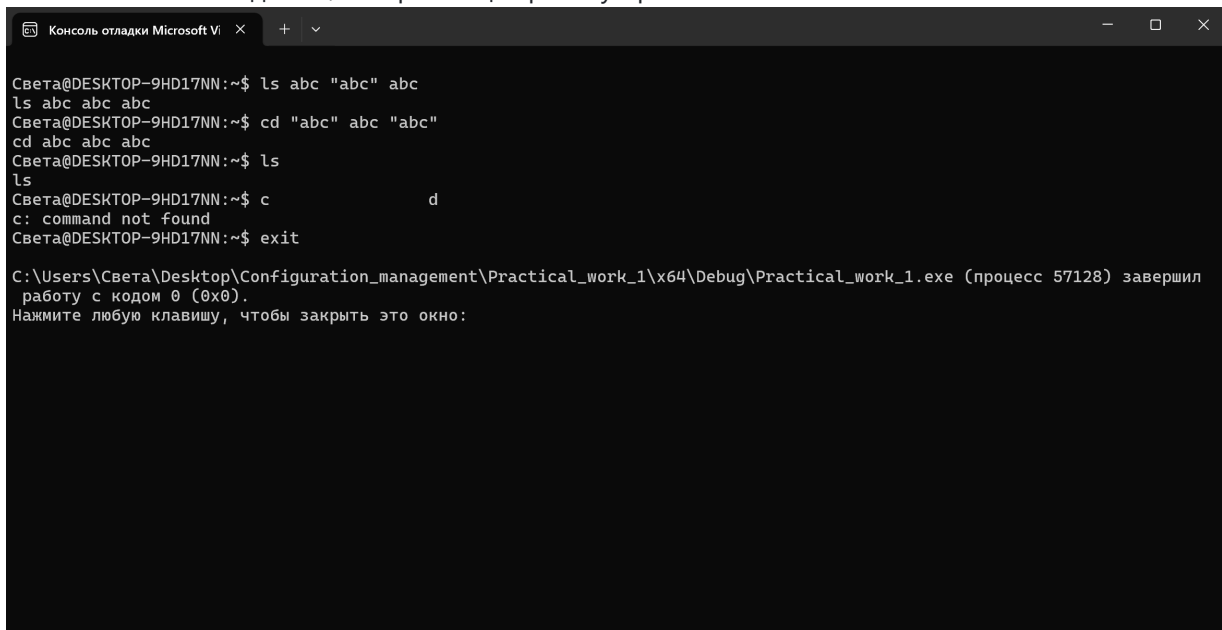 Консоль отладки Microsoft Vi
Света@DESKTOP-9HD17NN:~$ ls abc "abc" abc
ls abc abc abc
Света@DESKTOP-9HD17NN:~$ cd "abc" abc "abc"
cd abc abc abc
Света@DESKTOP-9HD17NN:~$ ls
ls
Света@DESKTOP-9HD17NN:~$ c                d
c: command not found
Света@DESKTOP-9HD17NN:~$ exit
C:\Users\Света\Desktop\Configuration_management\Practical_work_1\x64\Debug\Practical_work_1.exe (процесс 57128) завершил
работу с кодом 0 (0x0).
Нажмите любую клавишу, чтобы закрыть это окно: